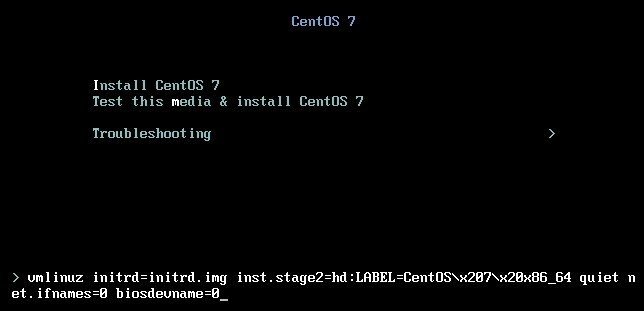 CentOS 7
Install CentOS 7
Test this media & install CentOS 7
Troubleshooting >
> vmlinuz initrd=initrd.img inst.stage2=hd:LABEL=CentOS\x207\x20x86_64 quiet n
et.ifnames=0 biosdevname=0_